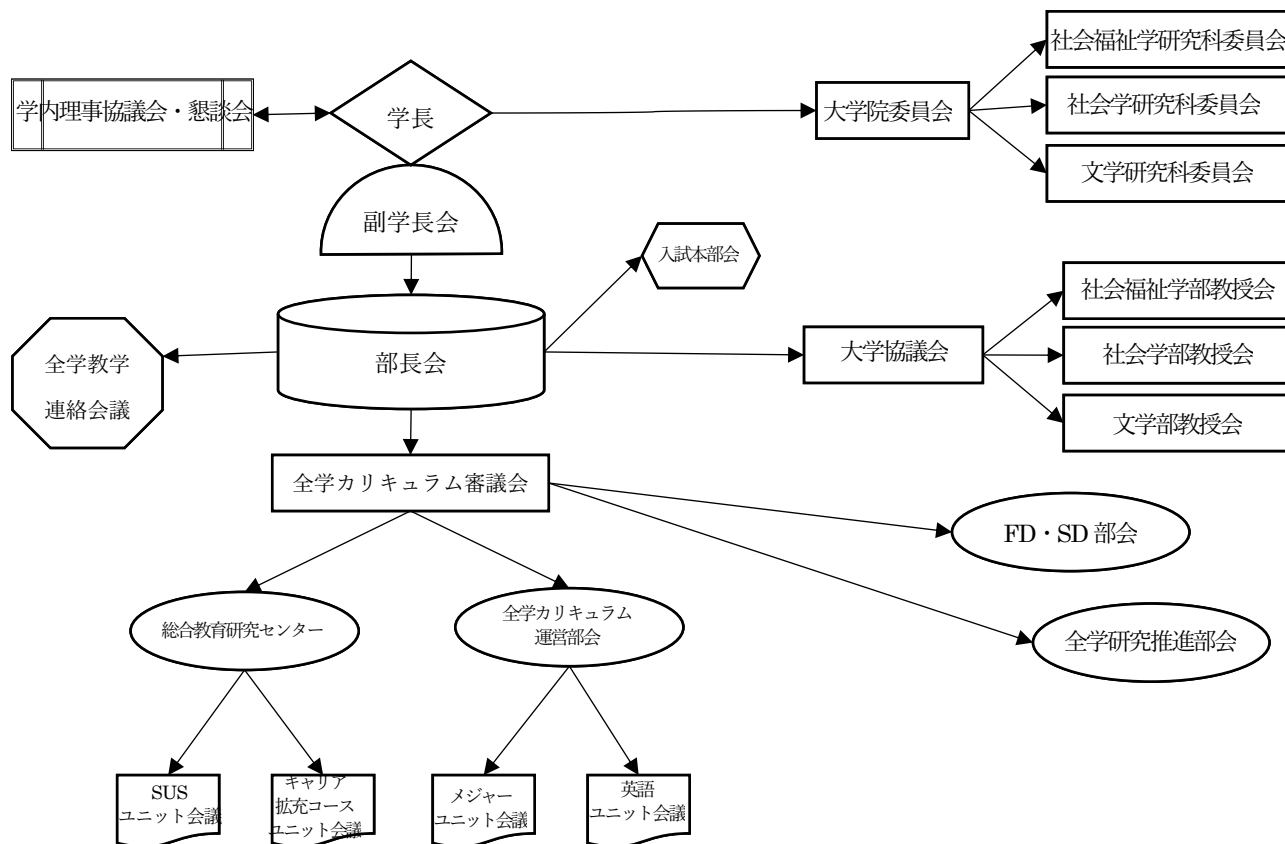 社会福祉学研究科委員会
学内理事協議会・懇談会
学長
大学院委員会
社会学研究科委員会
文学研究科委員会
副学長会
入試本部会
社会福祉学部教授会
全学教学
連絡会議
部長会
大学協議会
社会学部教授会
文学部教授会
全学カリキュラム審議会
FD・SD 部会
総合教育研究センター
全学カリキュラム
運営部会
全学研究推進部会
SUS
ユニット会議
キャリア
拡充コース
ユニット会議
メジャー
ユニット会議
英語
ユニット会議